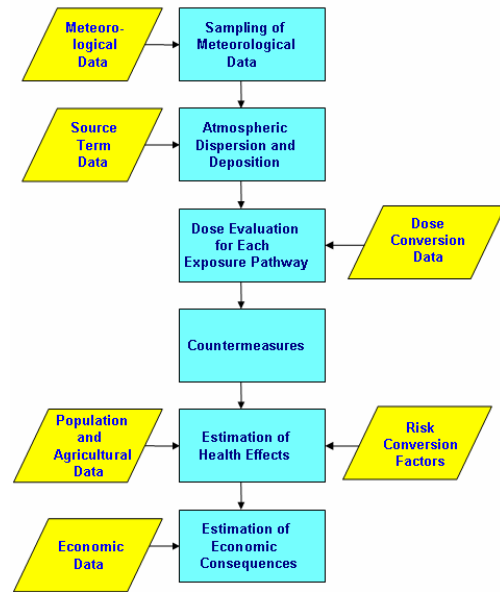 Meteoro-
logical
Data
Sampling of
Meteorological
Data
Source
Term
Data
Atmospheric
Dispersion and
Deposition
Dose Evaluation
for Each
Exposure Pathway
Dose
Conversion
Data
Countermeasures
Population
and
Agricultural
Data
Estimation of
Health Effects
Risk
Conversion
Factors
Economic
Data
Estimation of
Economic
Consequences